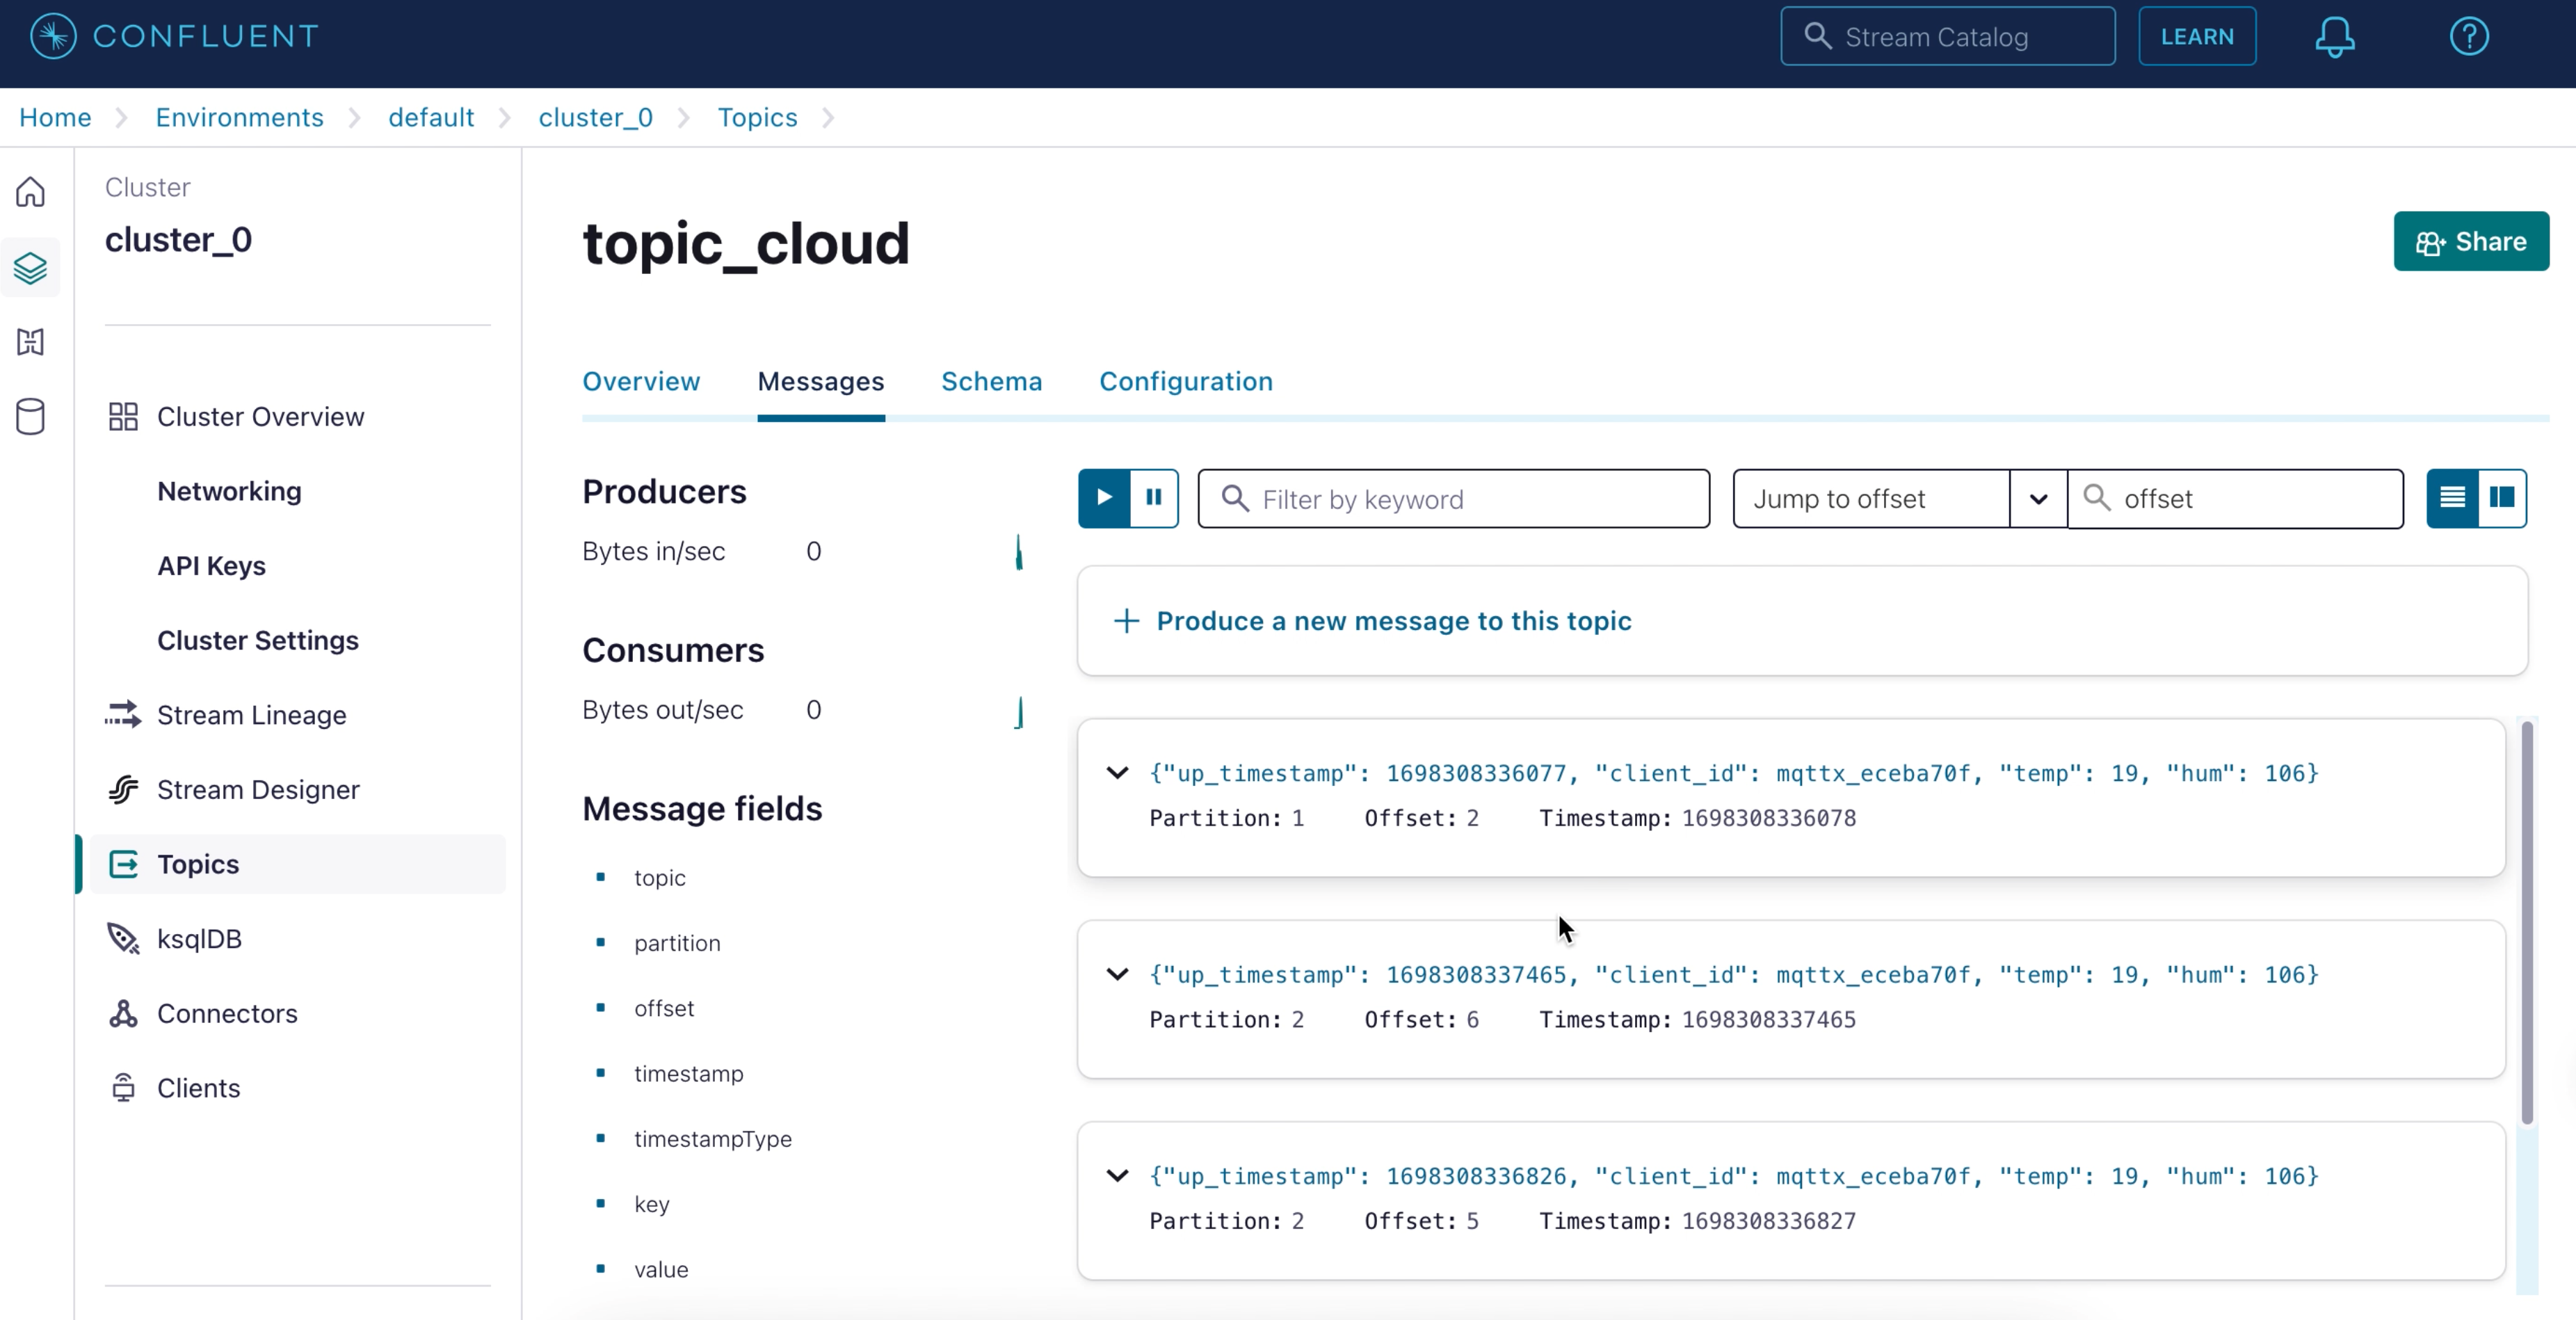 CONFLUENT
Stream Catalog
LEARN
Home
Environments
default
cluster_0
Topics
Cluster
cluster_0
Cluster Overview
Networking
API Keys
Cluster Settings
Stream Lineage
Stream Designer
Topics
ksqlDB
Connectors
Clients
topic_cloud
Share
Overview
Messages
Schema
Configuration
Producers
Bytes in/sec 0
Consumers
Bytes out/sec 0
Message fields
topic
partition
offset
timestamp
timestampType
key
value
Filter by keyword
Jump to offset
offset
+ Produce a new message to this topic
{"up_timestamp": 1698308336077, "client_id": mqttx_eceba70f, "temp": 19, "hum": 106}
Partition: 1 Offset: 2 Timestamp: 1698308336078
{"up_timestamp": 1698308337465, "client_id": mqttx_eceba70f, "temp": 19, "hum": 106}
Partition: 2 Offset: 6 Timestamp: 1698308337465
{"up_timestamp": 1698308336826, "client_id": mqttx_eceba70f, "temp": 19, "hum": 106}
Partition: 2 Offset: 5 Timestamp: 1698308336827